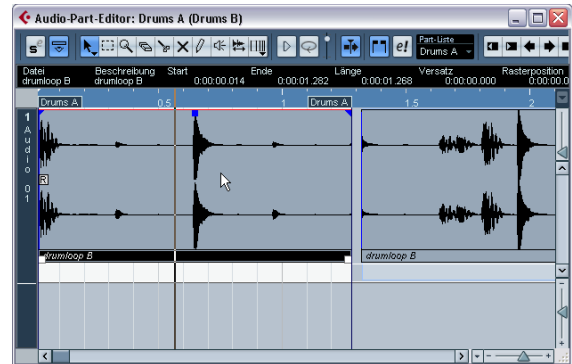 Audio-Part-Editor: Drums A (Drums B)
Part-Liste
Drums A
Datei Beschreibung Start Ende Länge Versatz Rasterposition
drumloop B drumloop B 0:00:00.014 0:00:01.282 0:00:01.268 0:00:00.000 0:00:00.0
Drums A 0.5 1 Drums A 1.5 2
1
Audio 01
R
drumloop B drumloop B